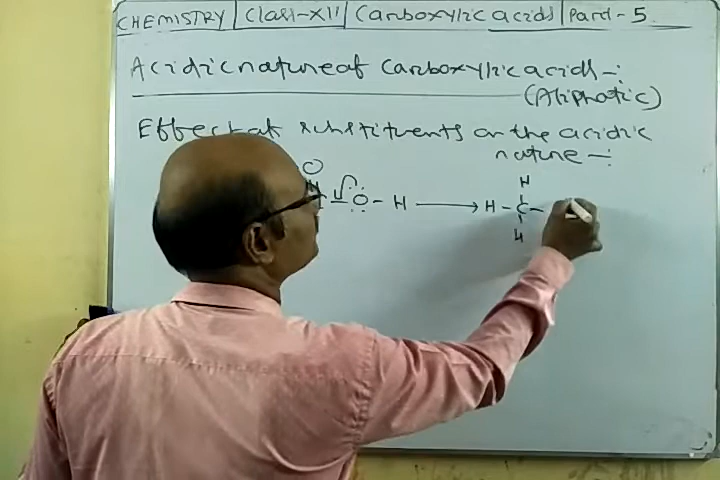 CHEMISTRY | Class-XII | Carboxylic acids | Part-5
Acidic nature of Carboxylic acids -:
(Aliphatic)
Effect of substituents on the acidic
nature -:
O H
O - H ⟶ H - C -
H